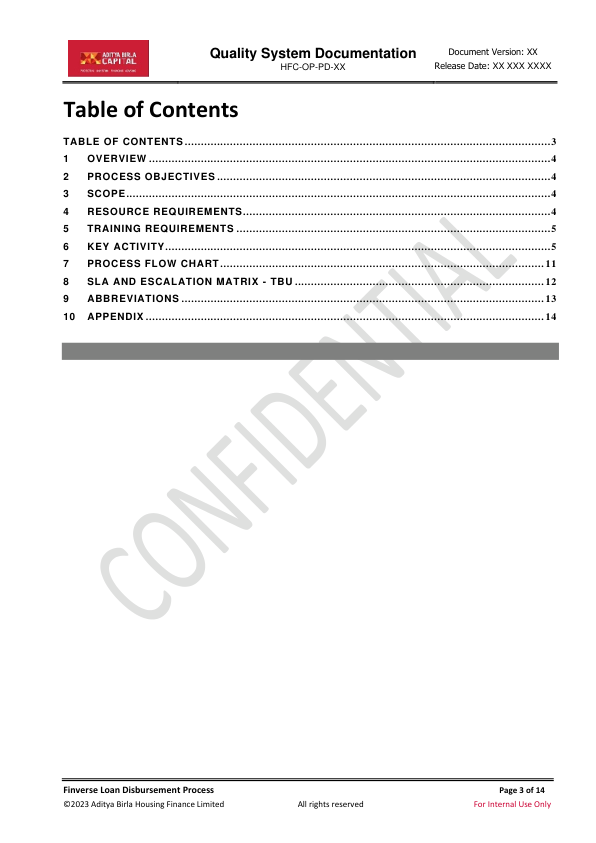 ADITYA BIRLA
CAPITAL
Quality System Documentation
HFC-OP-PD-XX
Document Version: XX
Release Date: XX XXX XXXX
Table of Contents
TABLE OF CONTENTS 3
1 OVERVIEW 4
2 PROCESS OBJECTIVES 4
3 SCOPE 4
4 RESOURCE REQUIREMENTS 4
5 TRAINING REQUIREMENTS 5
6 KEY ACTIVITY 5
7 PROCESS FLOW CHART 11
8 SLA AND ESCALATION MATRIX - TBU 12
9 ABBREVIATIONS 13
10 APPENDIX 14
CONFIDENTIAL
Finverse Loan Disbursement Process
Page 3 of 14
©2023 Aditya Birla Housing Finance Limited
All rights reserved
For Internal Use Only